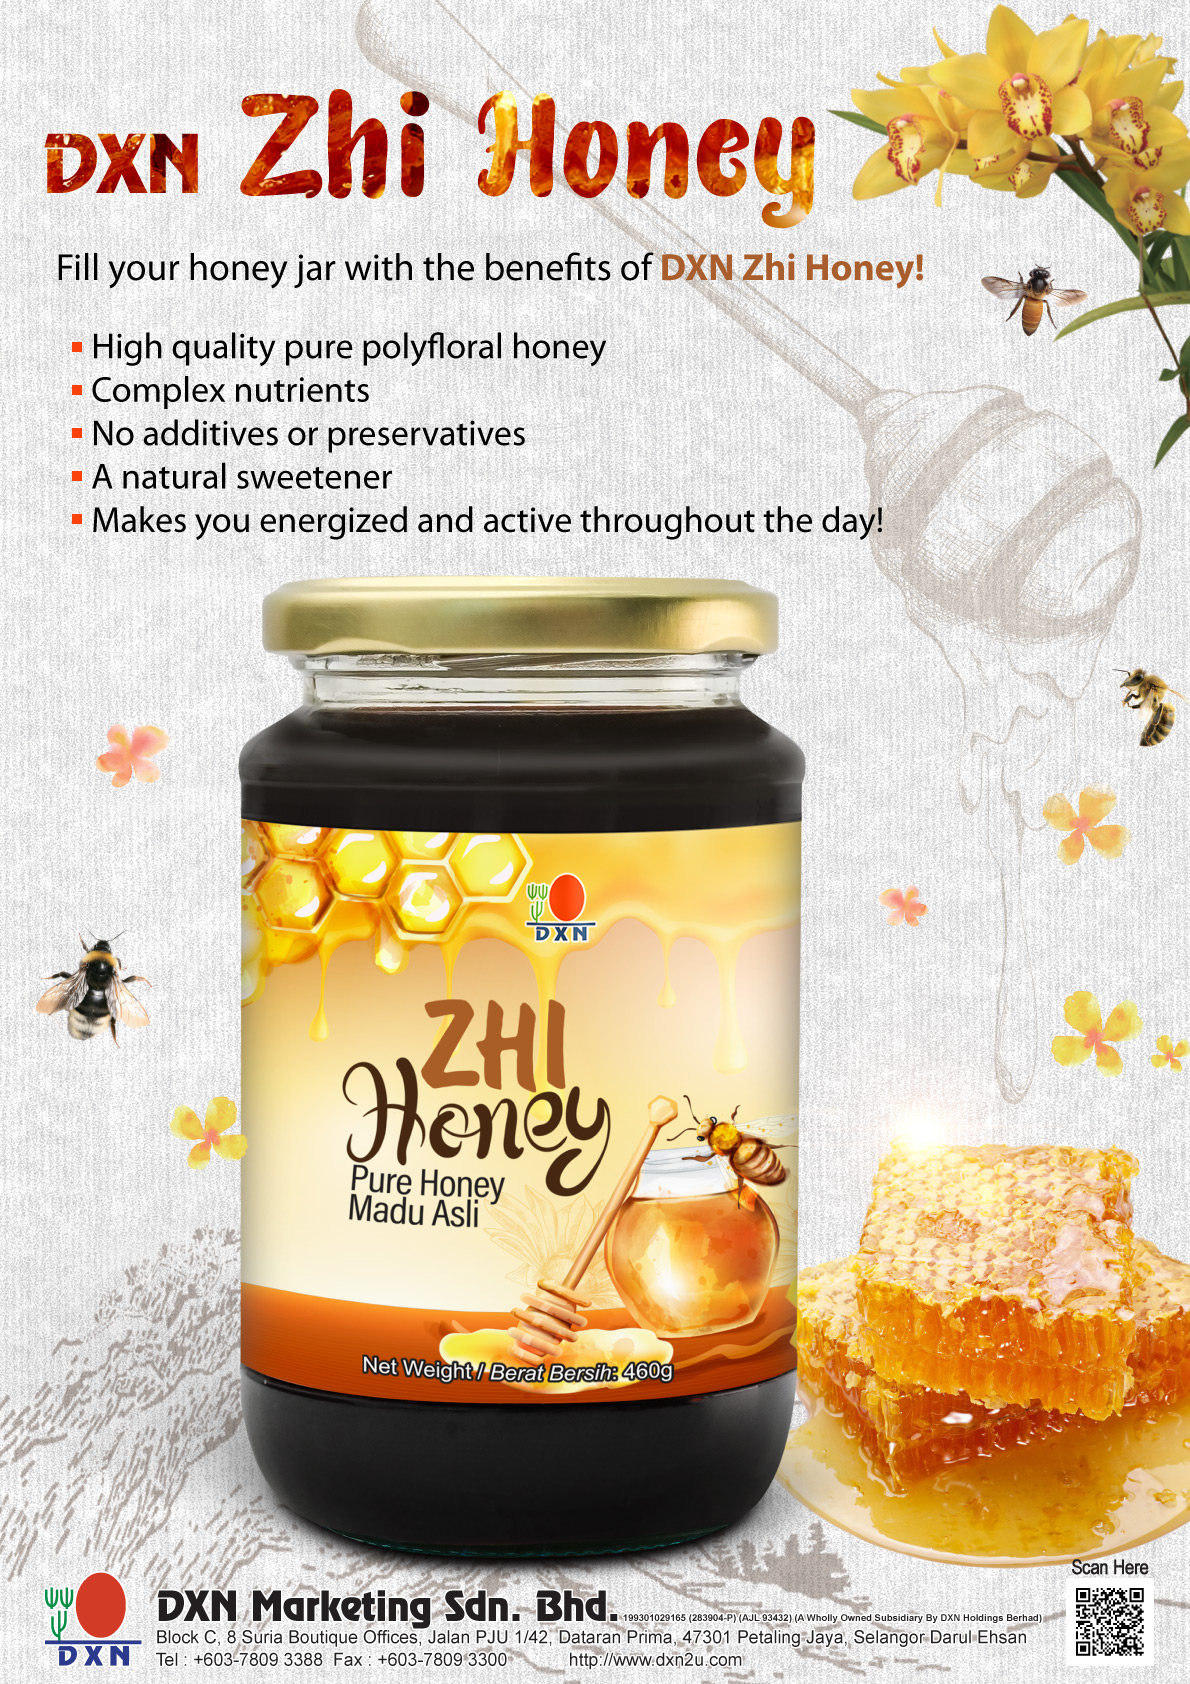 DXN Zhi Honey
Fill your honey jar with the benefits of DXN Zhi Honey!
High quality pure polyfloral honey
Complex nutrients
No additives or preservatives
A natural sweetener
Makes you energized and active throughout the day!
DXN
ZHI
Honey
Pure Honey
Madu Asli
Net Weight / Berat Bersih: 460g
Scan Here
DXN Marketing Sdn. Bhd. 199301029165 (283904-P) (AJL 93432) (A Wholly Owned Subsidiary By DXN Holdings Berhad)
Block C, 8 Suria Boutique Offices, Jalan PJU 1/42, Dataran Prima, 47301 Petaling Jaya, Selangor Darul Ehsan
DXN
Tel : +603-7809 3388 Fax : +603-7809 3300 http://www.dxn2u.com